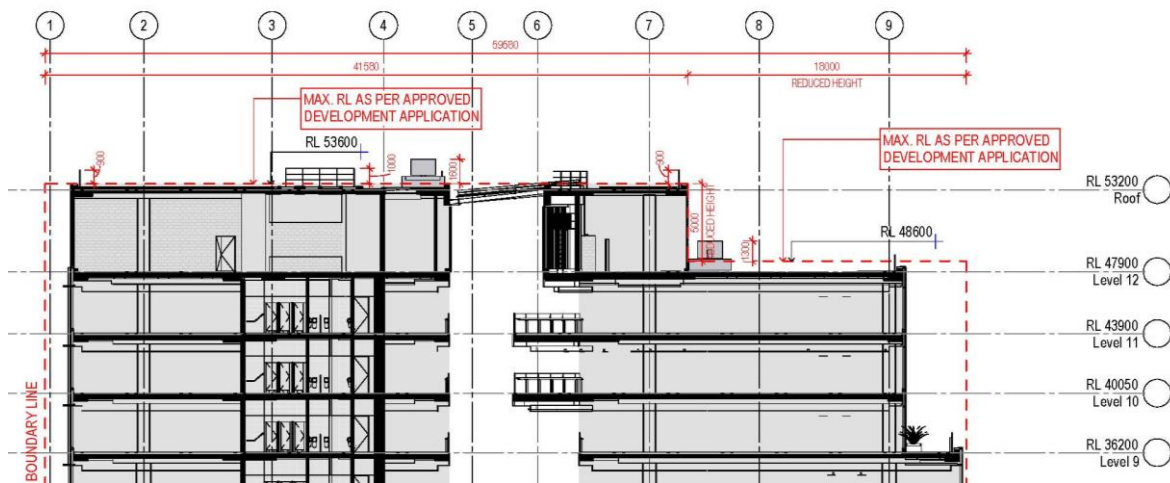 1 2 3 4 5 6 7 8 9
59580
41580 18000
REDUCED HEIGHT
MAX. RL AS PER APPROVED
DEVELOPMENT APPLICATION
MAX. RL AS PER APPROVED
DEVELOPMENT APPLICATION
RL 53600
900
1000
1600
900
5000
REDUCED HEIGHT
1300
RL 48600
RL 53200
Roof
RL 47900
Level 12
RL 43900
Level 11
RL 40050
Level 10
RL 36200
Level 9
BOUNDARY LINE